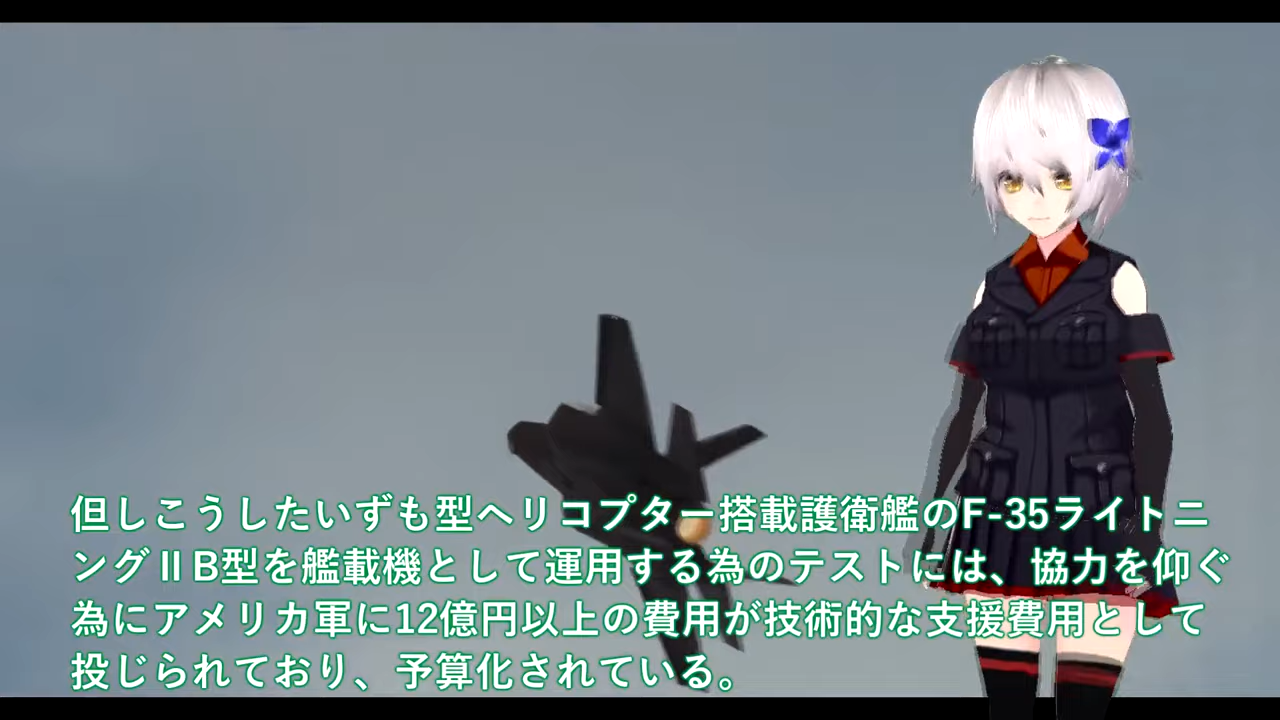 但しこうしたいずも型ヘリコプター搭載護衛艦のF-35ライトニ
ングⅡB型を艦載機として運用する為のテストには、協力を仰ぐ
為にアメリカ軍に12億円以上の費用が技術的な支援費用として
投じられており、予算化されている。